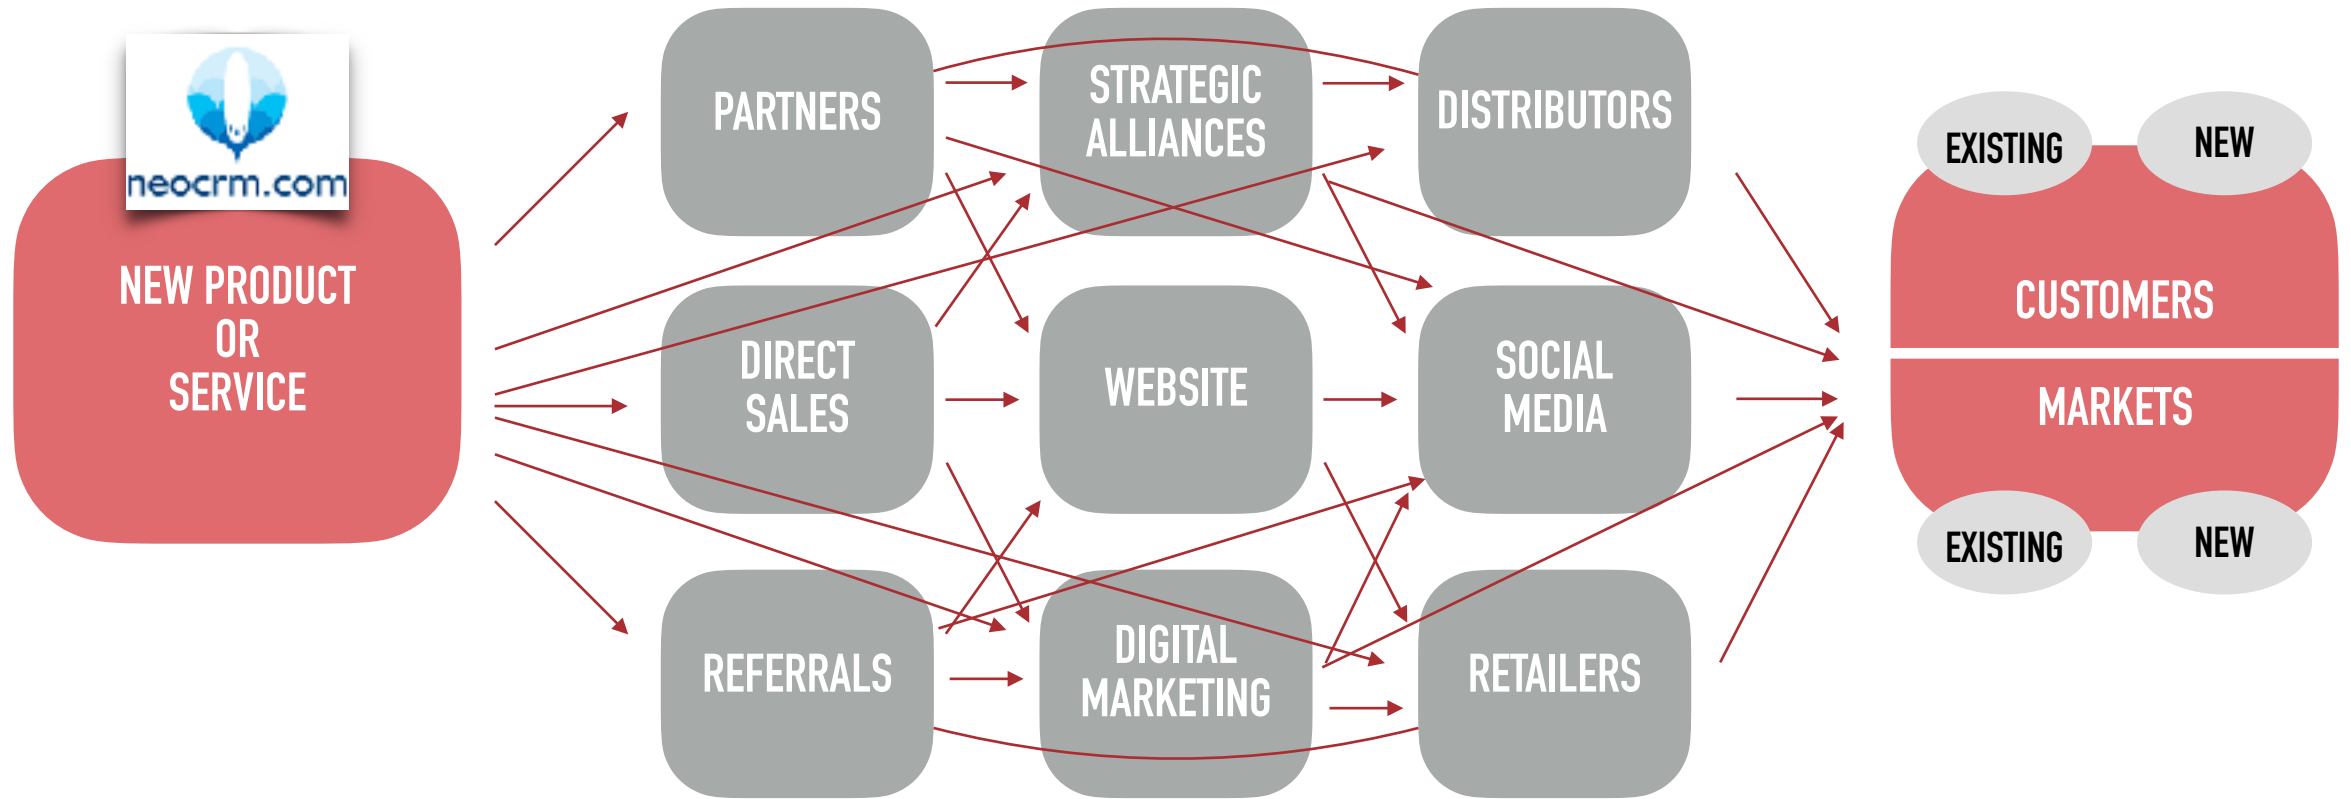 neocrm.com
NEW PRODUCT
OR
SERVICE
PARTNERS
STRATEGIC
ALLIANCES
DISTRIBUTORS
DIRECT
SALES
WEBSITE
SOCIAL
MEDIA
REFERRALS
DIGITAL
MARKETING
RETAILERS
EXISTING
NEW
CUSTOMERS
MARKETS
EXISTING
NEW